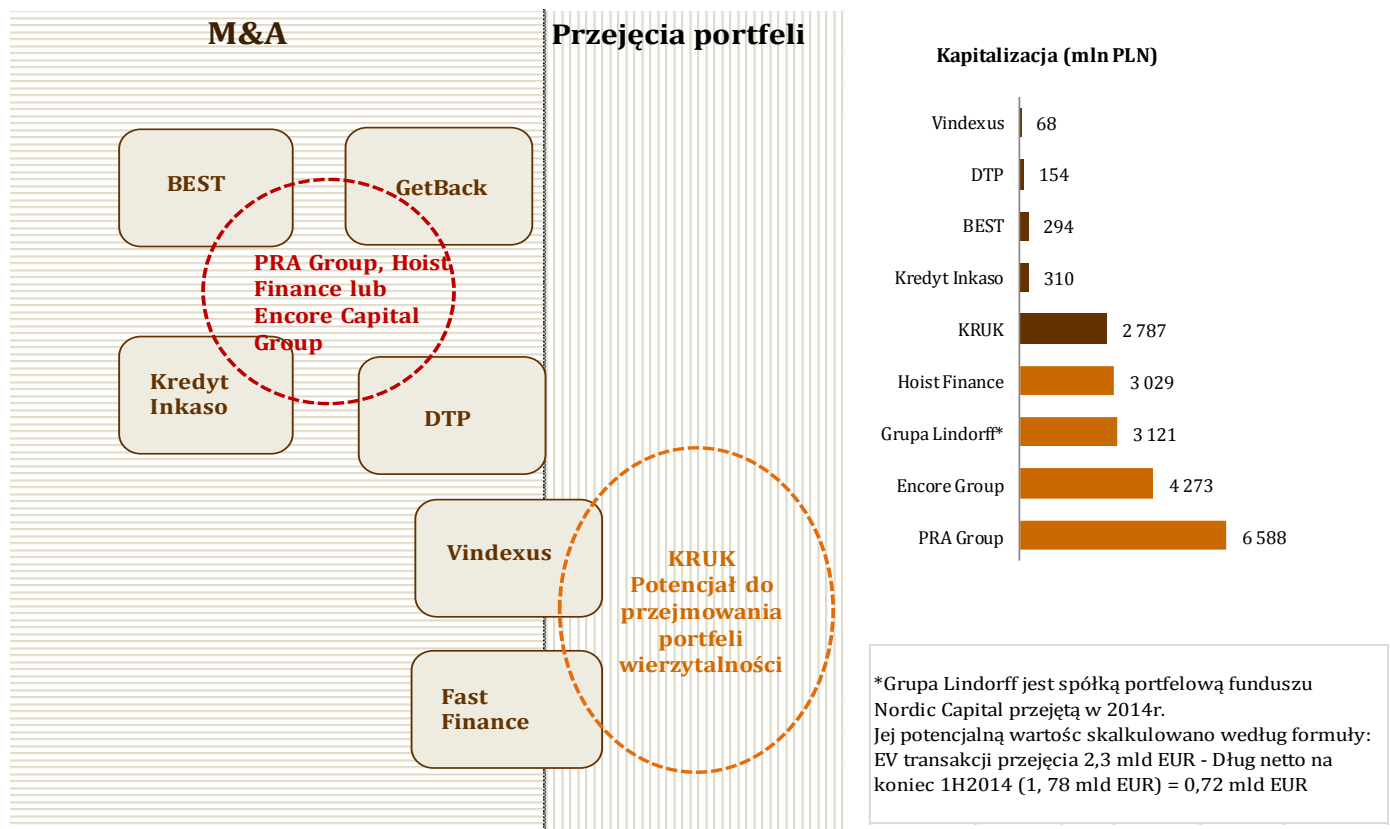 M&A
Przejęcia portfeli
BEST
GetBack
PRA Group, Hoist
Finance lub
Encore Capital
Group
Kredyt
Inkaso
DTP
Vindexus
KRUK
Potencjał do
przejmowania
portfeli
wierzytalności
Fast
Finance
Kapitalizacja (mln PLN)
Vindexus 68
DTP 154
BEST 294
Kredyt Inkaso 310
KRUK 2 787
Hoist Finance 3 029
Grupa Lindorff* 3 121
Encore Group 4 273
PRA Group 6 588
*Grupa Lindorff jest spółką portfelową funduszu
Nordic Capital przejętą w 2014r.
Jej potencjalną wartośc skalkulowano według formuły:
EV transakcji przejęcia 2,3 mld EUR - Dług netto na
koniec 1H2014 (1, 78 mld EUR) = 0,72 mld EUR